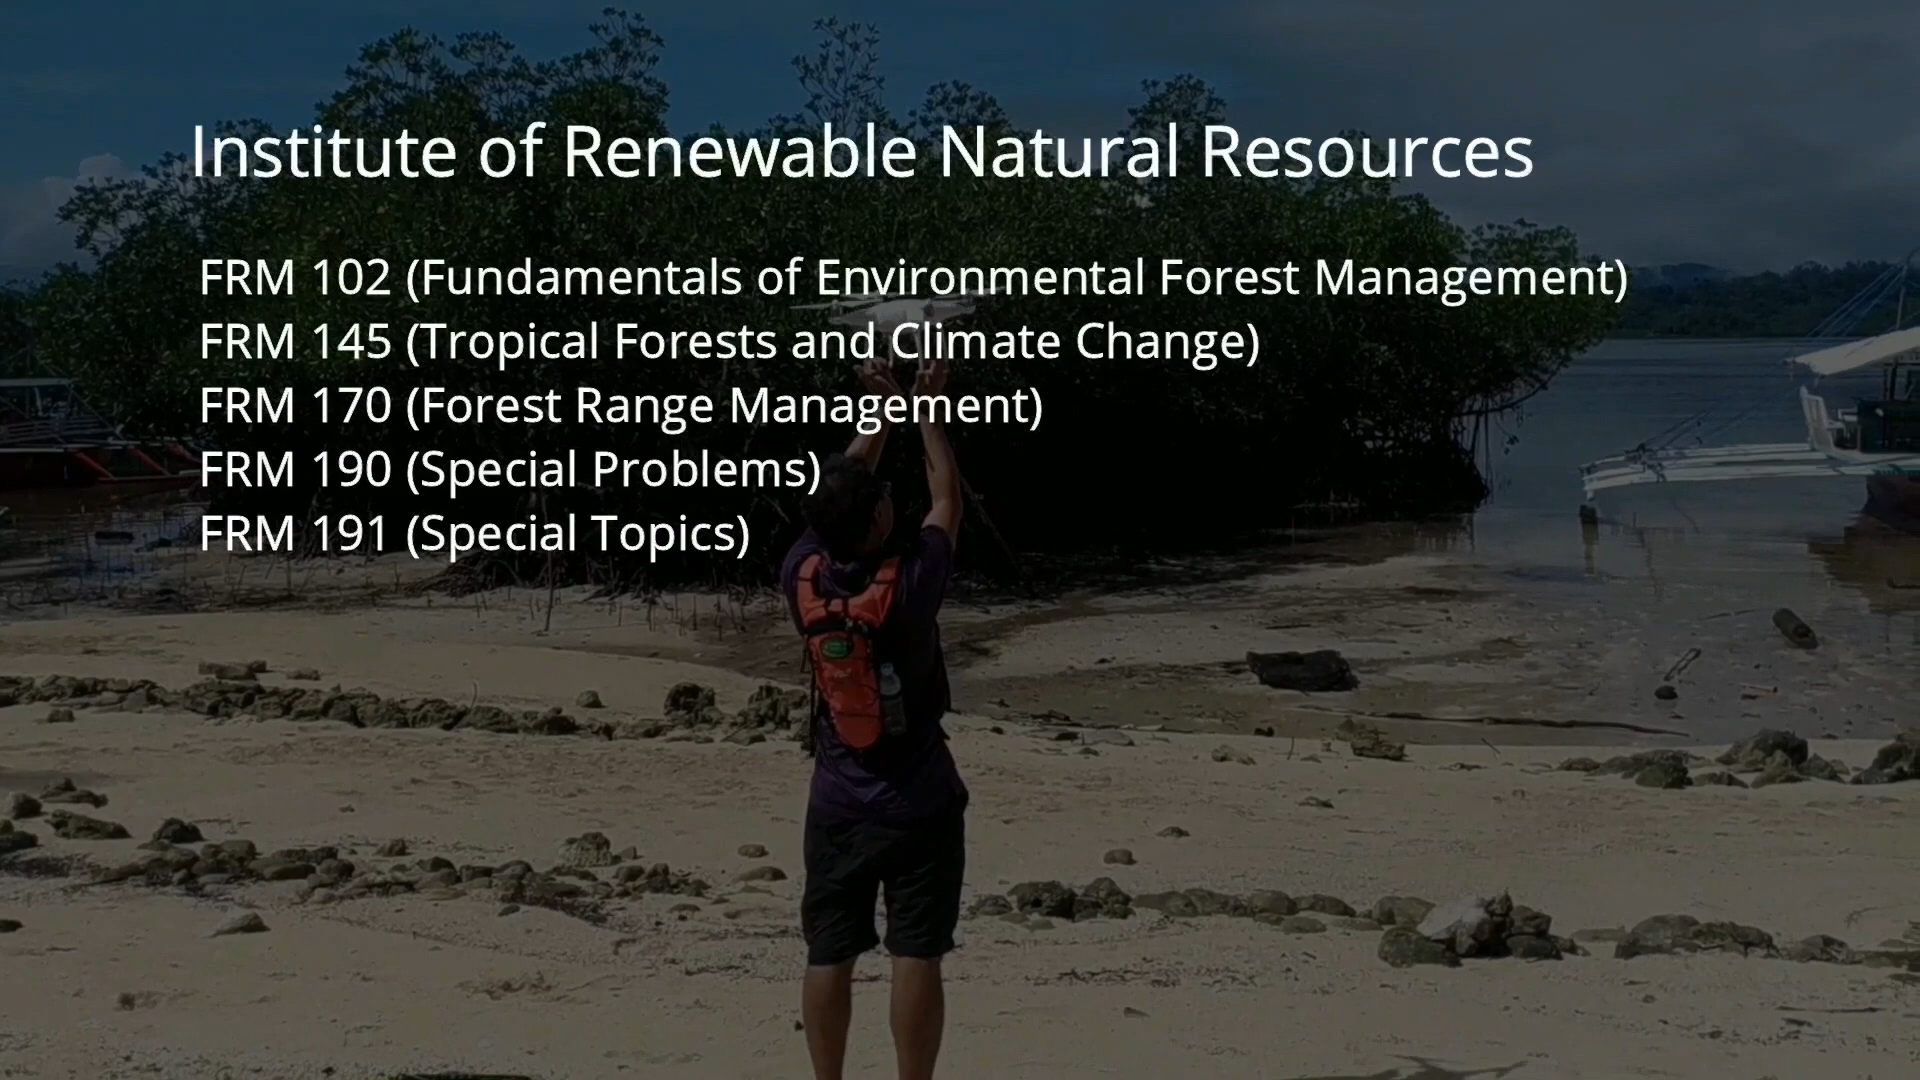 Institute of Renewable Natural Resources
FRM 102 (Fundamentals of Environmental Forest Management)
FRM 145 (Tropical Forests and Climate Change)
FRM 170 (Forest Range Management)
FRM 190 (Special Problems)
FRM 191 (Special Topics)